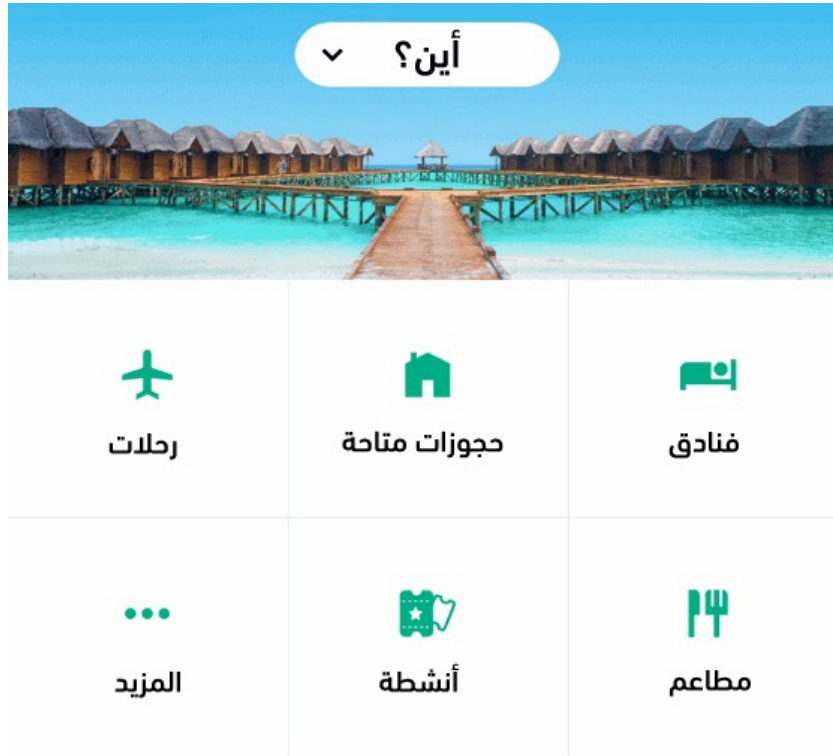 أين؟
فنادق
حجوزات متاحة
رحلات
مطاعم
أنشطة
المزيد